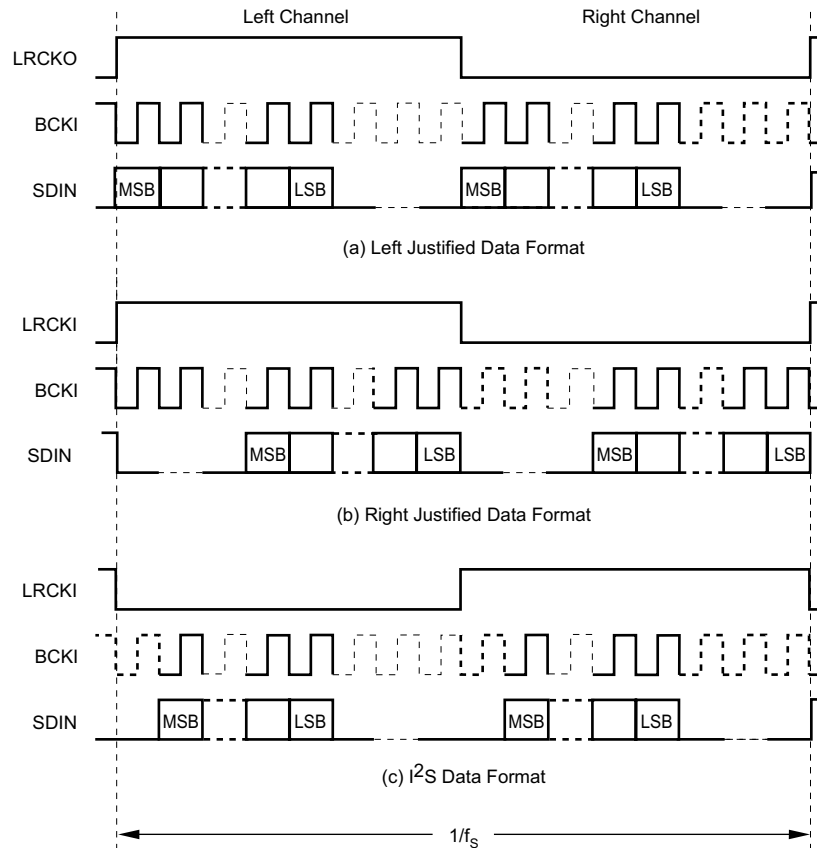 Left Channel Right Channel
LRCKO
BCKI
SDIN MSB LSB MSB LSB
(a) Left Justified Data Format
LRCKI
BCKI
SDIN MSB LSB MSB LSB
(b) Right Justified Data Format
LRCKI
BCKI
SDIN MSB LSB MSB LSB
(c) I²S Data Format
1/fₛ